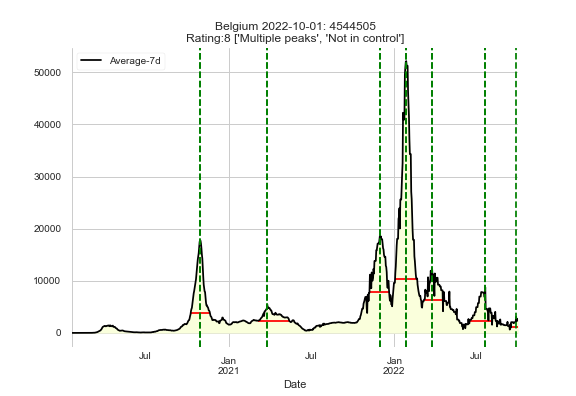 Belgium 2022-10-01: 4544505
Rating:8 ['Multiple peaks', 'Not in control']
Average-7d
50000
40000
30000
20000
10000
0
Jul
Jan
2021
Jul
Jan
2022
Jul
Date